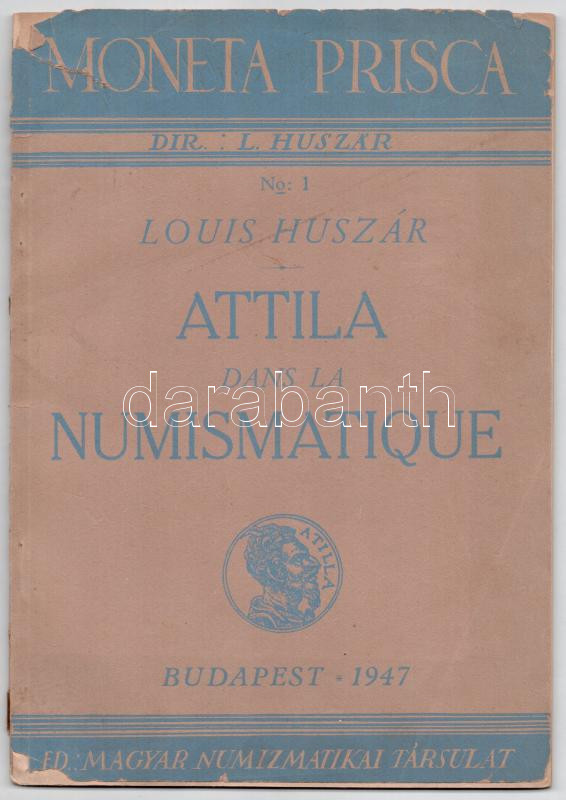 MONETA PRISCA
DIR. : L. HUSZÁR
No: 1
LOUIS HUSZÁR
ATTILA
DANS LA
darabanth
NUMISMATIQUE
ATILLA
BUDAPEST * 1947
ED.: MAGYAR NUMIZMATIKAI TÁRSULAT